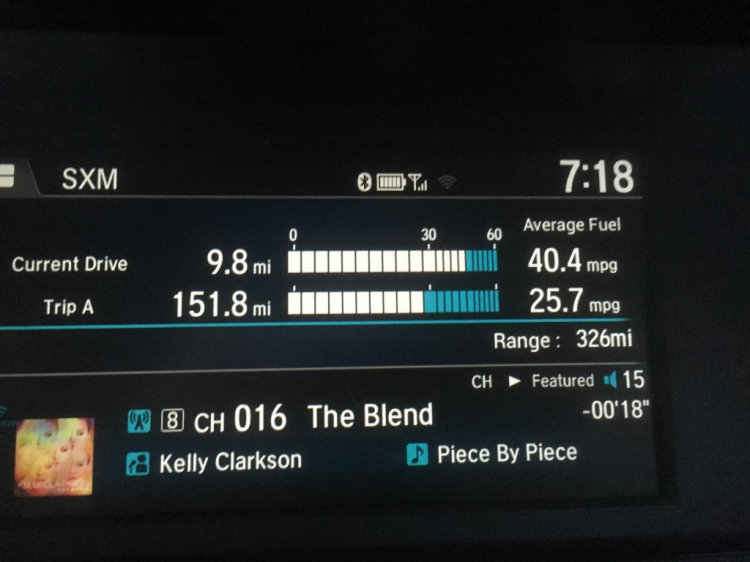 SXM 7:18
Average Fuel
0 30 60
Current Drive 9.8 mi 40.4 mpg
Trip A 151.8 mi 25.7 mpg
Range : 326mi
CH ► Featured 15
-00'18"
8 CH 016 The Blend
Kelly Clarkson Piece By Piece